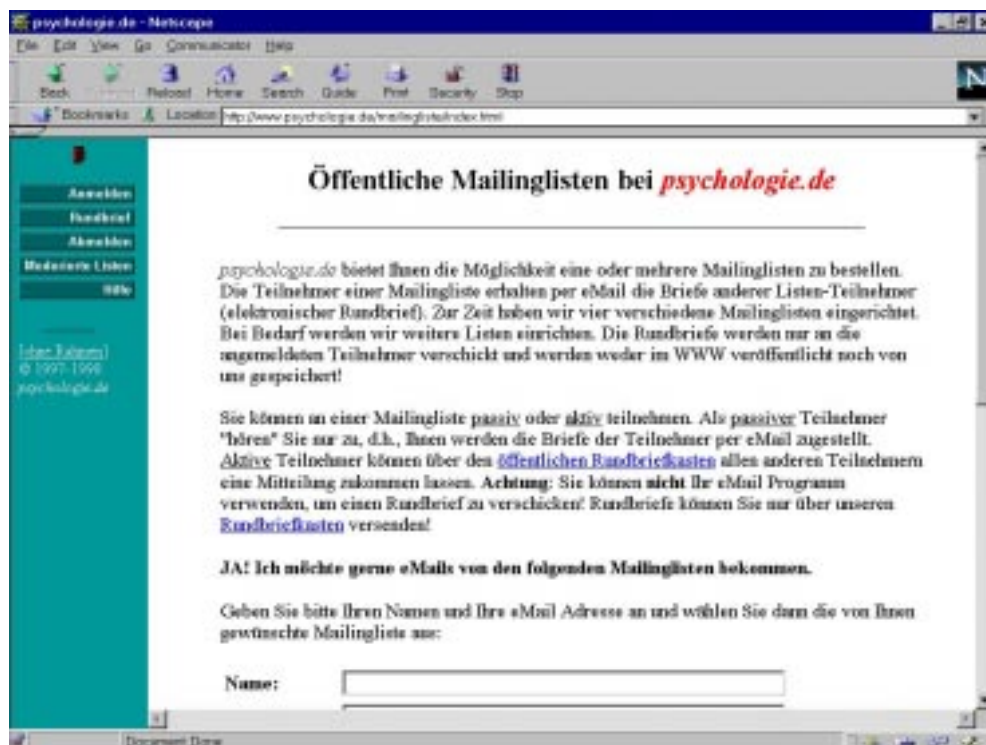 psychologie.de - Netscape
File Edit View Go Communicator Help
Back Reload Home Search Guide Print Security Stop
Bookmarks Location http://www.psychologie.de/mailingliste/index.html
Anmelden
Rundbrief
Abmelden
Moderierte Listen
Hilfe
[ohne Rahmen]
© 1997-1998
psychologie.de
Öffentliche Mailinglisten bei psychologie.de
psychologie.de bietet Ihnen die Möglichkeit eine oder mehrere Mailinglisten zu bestellen.
Die Teilnehmer einer Mailingliste erhalten per eMail die Briefe anderer Listen-Teilnehmer
(elektronischer Rundbrief). Zur Zeit haben wir vier verschiedene Mailinglisten eingerichtet.
Bei Bedarf werden wir weitere Listen einrichten. Die Rundbriefe werden nur an die
angemeldeten Teilnehmer verschickt und werden weder im WWW veröffentlicht noch von
uns gespeichert!
Sie können an einer Mailingliste passiv oder aktiv teilnehmen. Als passiver Teilnehmer
"hören" Sie nur zu, d.h., Ihnen werden die Briefe der Teilnehmer per eMail zugestellt.
Aktive Teilnehmer können über den öffentlichen Rundbriefkasten allen anderen Teilnehmern
eine Mitteilung zukommen lassen. Achtung: Sie können nicht Ihr eMail Programm
verwenden, um einen Rundbrief zu verschicken! Rundbriefe können Sie nur über unseren
Rundbriefkasten versenden!
JA! Ich möchte gerne eMails von den folgenden Mailinglisten bekommen.
Geben Sie bitte Ihren Namen und Ihre eMail Adresse an und wählen Sie dann die von Ihnen
gewünschte Mailingliste aus:
Name:
Document Done